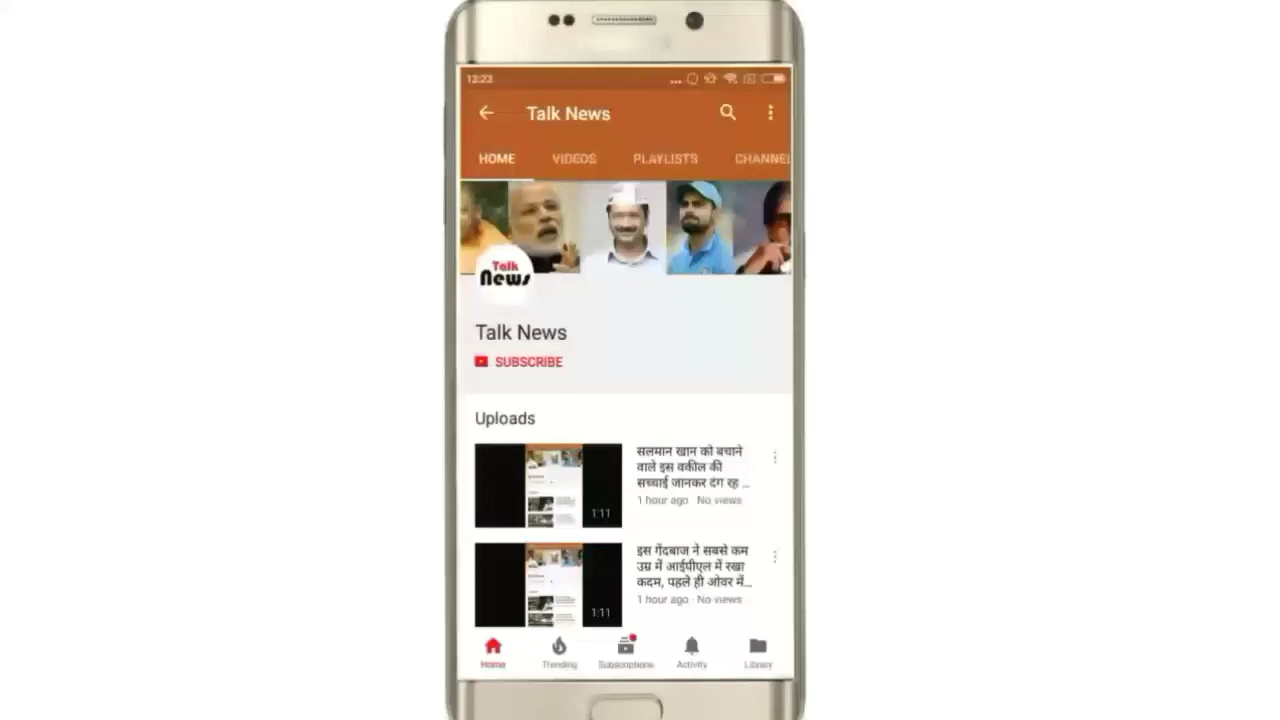 12:23
Talk News
HOME VIDEOS PLAYLISTS CHANNEL
Talk
News
Talk News
SUBSCRIBE
Uploads
सलमान खान को बचाने
वाले इस वकील की
सच्चाई जानकर दंग रह ...
1 hour ago · No views
1:11
इस गेंदबाज ने सबसे कम
उम्र में आईपीएल में रखा
कदम, पहले ही ओवर में...
1 hour ago · No views
1:11
Home Trending Subscriptions Activity Library